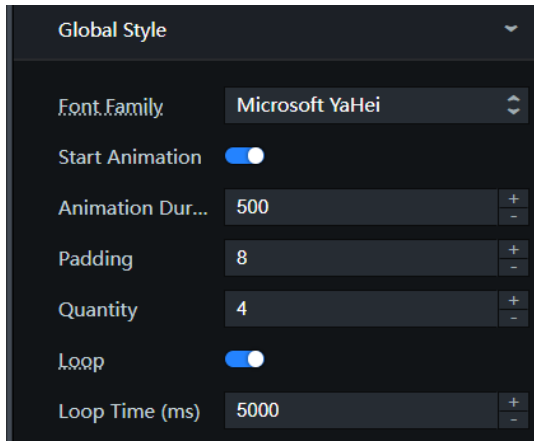 Global Style
Font Family Microsoft YaHei
Start Animation
Animation Dur... 500 + -
Padding 8 + -
Quantity 4 + -
Loop
Loop Time (ms) 5000 + -